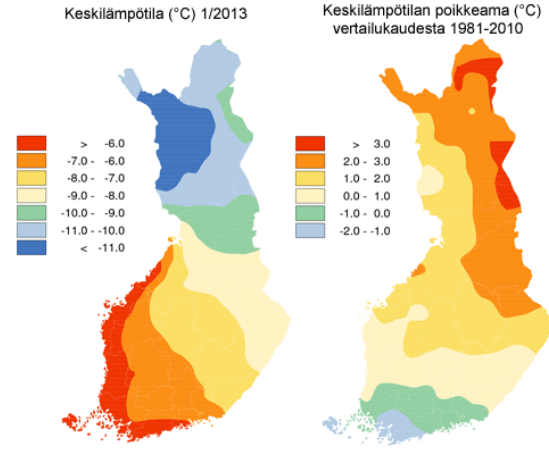 Keskilämpötila (°C) 1/2013
Keskilämpötilan poikkeama (°C)
vertailukaudesta 1981-2010
> -6.0
-7.0 - -6.0
-8.0 - -7.0
-9.0 - -8.0
-10.0 - -9.0
-11.0 - -10.0
< -11.0
> 3.0
2.0 - 3.0
1.0 - 2.0
0.0 - 1.0
-1.0 - 0.0
-2.0 - -1.0